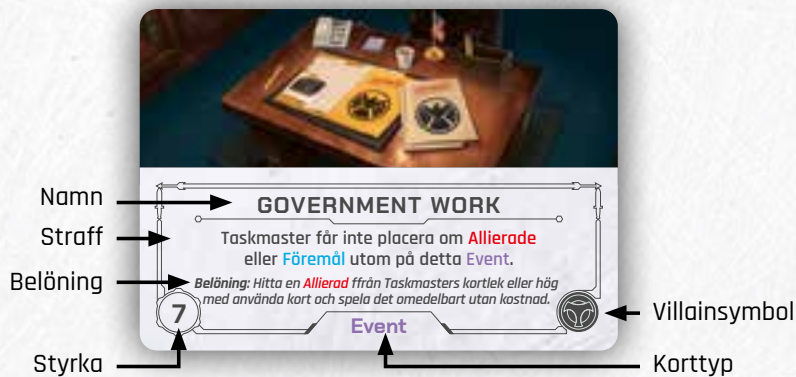 Namn
GOVERNMENT WORK
Straff
Taskmaster får inte placera om Allierade
eller Föremål utom på detta Event.
Belöning
Belöning: Hitta en Allierad ffrån Taskmasters kortlek eller hög
med använda kort och spela det omedelbart utan kostnad.
7
Event
Villainsymbol
Styrka
Korttyp